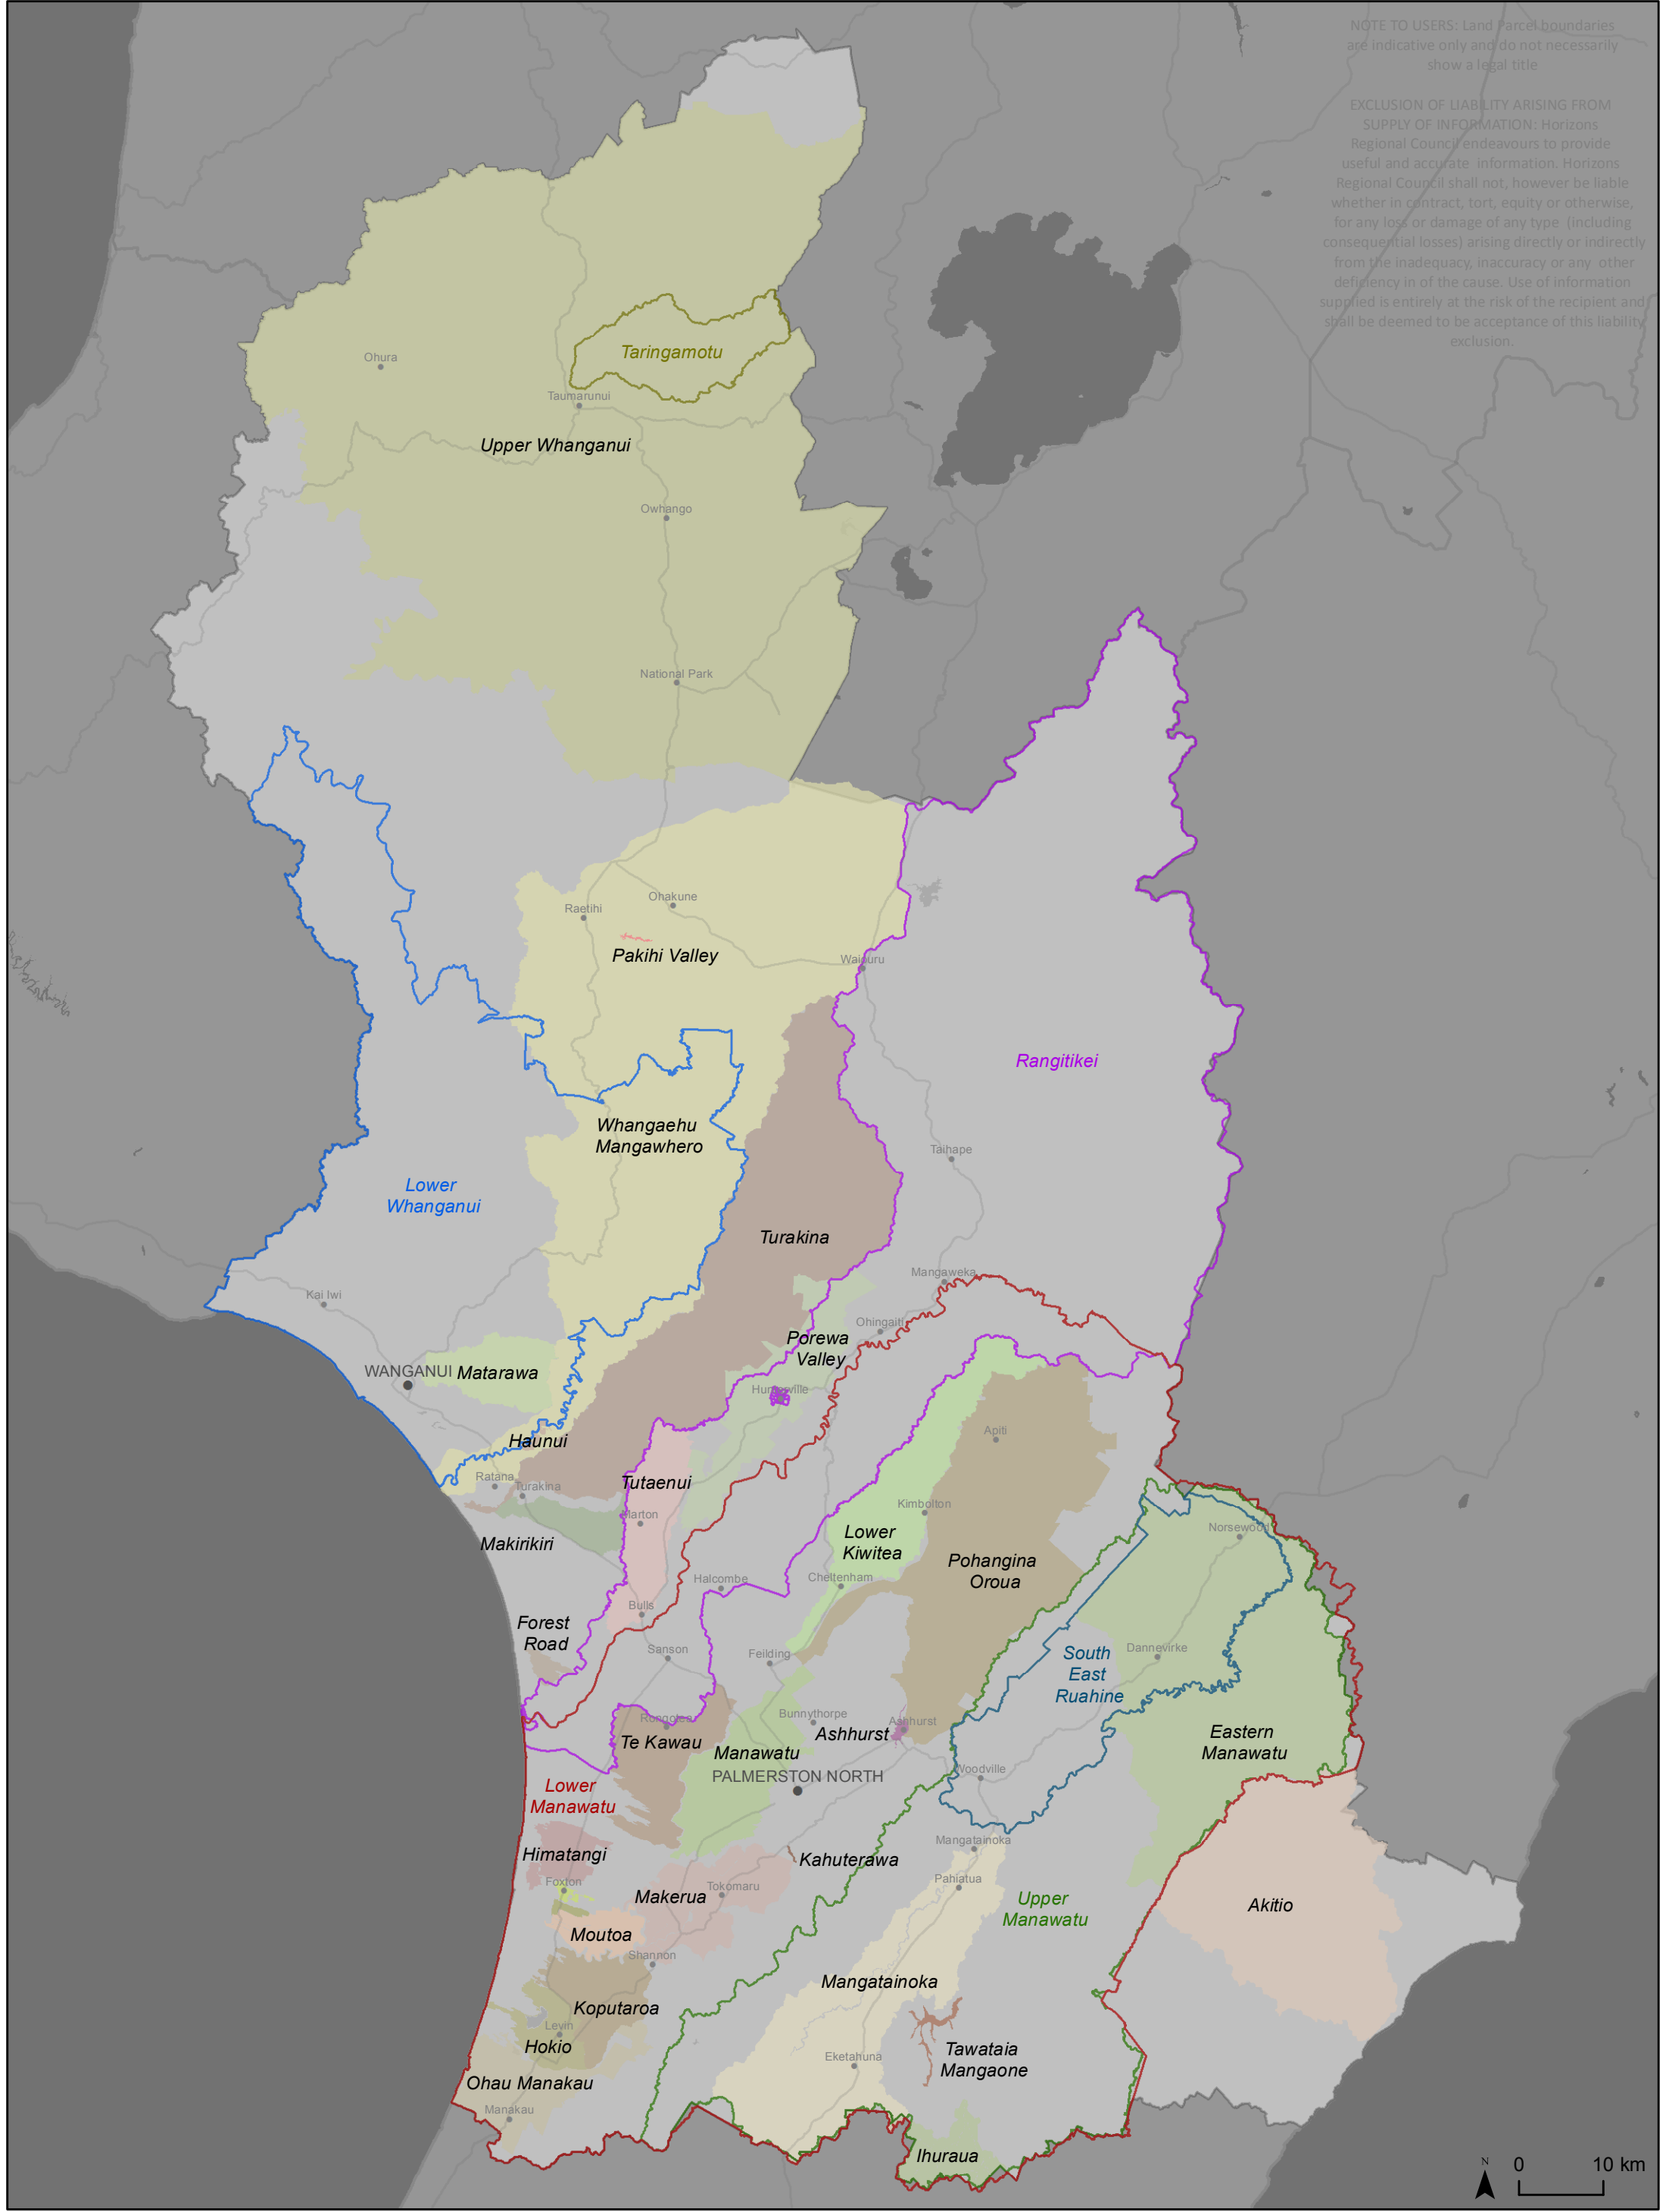 NOTE TO USERS: Land Parcel boundaries
are indicative only and do not necessarily
show a legal title
EXCLUSION OF LIABILITY ARISING FROM
SUPPLY OF INFORMATION: Horizons
Regional Council endeavours to provide
useful and accurate information. Horizons
Regional Council shall not, however be liable
whether in contract, tort, equity or otherwise,
for any loss or damage of any type (including
consequential losses) arising directly or indirectly
from the inadequacy, inaccuracy or any other
deficiency in of the cause. Use of information
supplied is entirely at the risk of the recipient and
shall be deemed to be acceptance of this liability
exclusion.
Taringamotu
Ohura
Taumarunui
Upper Whanganui
Owhango
National Park
Ohakune
Raetihi
Pakihi Valley
Waiouru
Rangitikei
Whangaehu
Mangawhero
Taihape
Lower
Whanganui
Turakina
Mangaweka
Kai Iwi
Ohingaiti
Porewa
Valley
WANGANUI
Matarawa
Hunterville
Apiti
Haunui
Ratana
Turakina
Tutaenui
Marton
Kimbolton
Norsewood
Makirikiri
Lower
Kiwitea
Pohangina
Oroua
Halcombe
Cheltenham
Bulls
Forest
Road
Sanson
Feilding
South
East
Ruahine
Dannevirke
Rongotea
Te Kawau
Bunnythorpe
Ashhurst
Ashhurst
Eastern
Manawatu
Manawatu
PALMERSTON NORTH
Woodville
Lower
Manawatu
Himatangi
Mangatainoka
Kahuterawa
Foxton
Makerua
Tokomaru
Pahiatua
Upper
Manawatu
Akitio
Moutoa
Shannon
Mangatainoka
Koputaroa
Levin
Hokio
Tawataia
Mangaone
Eketahuna
Ohau Manakau
Manakau
Ihuraua
N
0 10 km